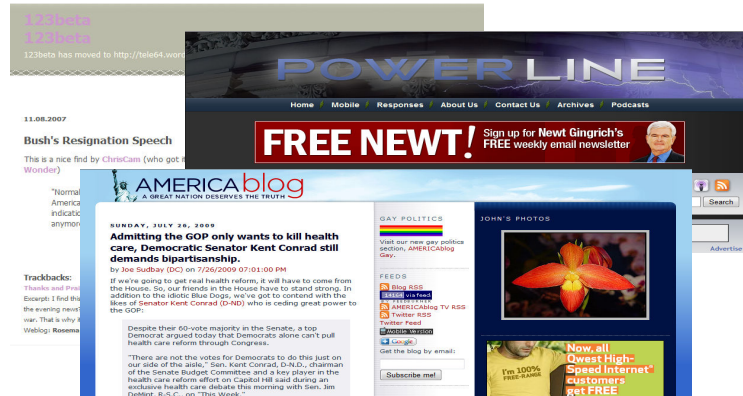 123beta
123beta
123beta has moved to http://tele64.word
11.08.2007
Bush's Resignation Speech
This is a nice find by ChrisCam (who got it
Wonder)
"Normal
America
indicatio
anymore
Trackbacks:
Thanks and Prai
Excerpt: I find this
the evening news
war. That is why it
Weblog: Rosema
POWER LINE
Home / Mobile / Responses / About Us / Contact Us / Archives / Podcasts
FREE NEWT!
Sign up for Newt Gingrich's
FREE weekly email newsletter
Search
Advertise
AMERICAblog
A GREAT NATION DESERVES THE TRUTH
SUNDAY, JULY 26, 2009
Admitting the GOP only wants to kill health
care, Democratic Senator Kent Conrad still
demands bipartisanship.
by Joe Sudbay (DC) on 7/26/2009 07:01:00 PM
If we're going to get real health reform, it will have to come from
the House. So, our friends in the House have to stand strong. In
addition to the idiotic Blue Dogs, we've got to contend with the
likes of Senator Kent Conrad (D-ND) who is ceding great power to
the GOP:
Despite their 60-vote majority in the Senate, a top
Democrat argued today that Democrats alone can't pull
health care reform through Congress.
"There are not the votes for Democrats to do this just on
our side of the aisle," Sen. Kent Conrad, D-N.D., chairman
of the Senate Budget Committee and a key player in the
health care reform effort on Capitol Hill said during an
exclusive health care debate this morning with Sen. Jim
DeMint, R-S.C., on "This Week."
GAY POLITICS
Visit our new gay politics
section, AMERICAblog
Gay.
FEEDS
Blog RSS
14164 via feed
AMERICAblog TV RSS
Twitter RSS
Twitter Feed
Mobile Version
Google
Get the blog by email:
Subscribe me!
JOHN'S PHOTOS
I'm 100%
FREE-RANGE
Now, all
Qwest High-
Speed Internet®
customers
get FREE